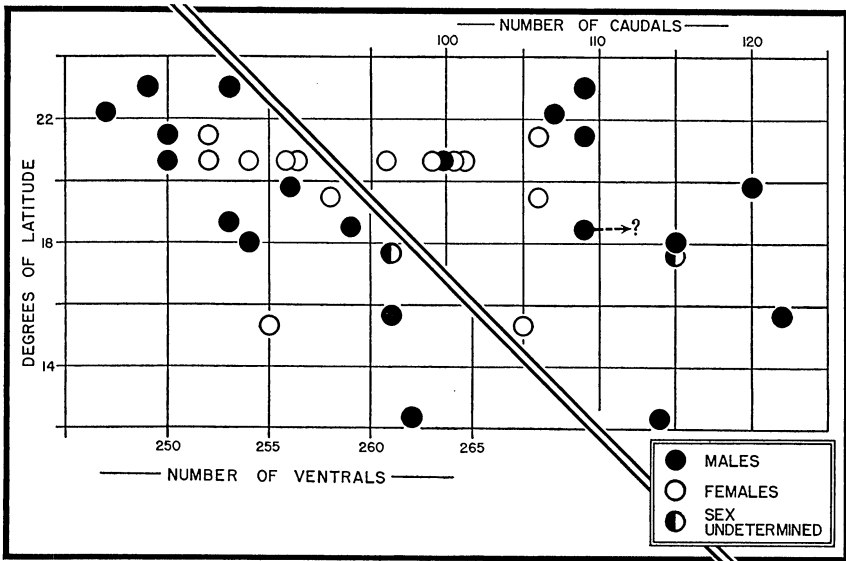 NUMBER OF CAUDALS
100 110 120
22
18
14
DEGREES OF LATITUDE
?
250 255 260 265
NUMBER OF VENTRALS
MALES
FEMALES
SEX
UNDETERMINED